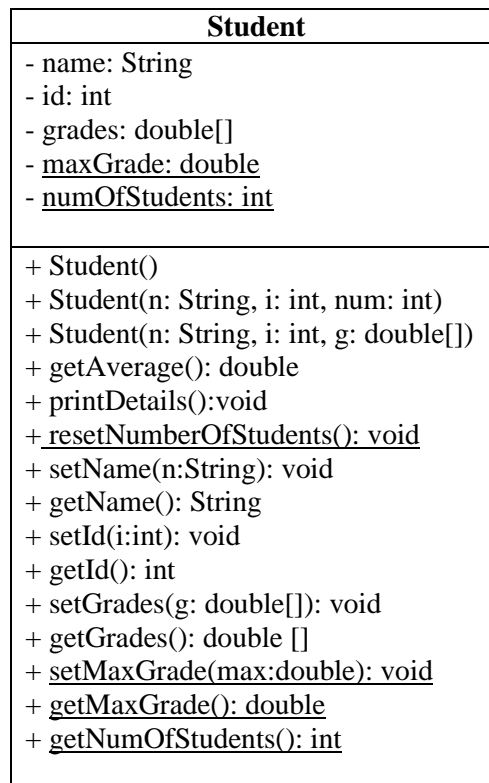 Student
- name: String
- id: int
- grades: double[]
- maxGrade: double
- numOfStudents: int
+ Student()
+ Student(n: String, i: int, num: int)
+ Student(n: String, i: int, g: double[])
+ getAverage(): double
+ printDetails():void
+ resetNumberOfStudents(): void
+ setName(n:String): void
+ getName(): String
+ setId(i:int): void
+ getId(): int
+ setGrades(g: double[]): void
+ getGrades(): double []
+ setMaxGrade(max:double): void
+ getMaxGrade(): double
+ getNumOfStudents(): int